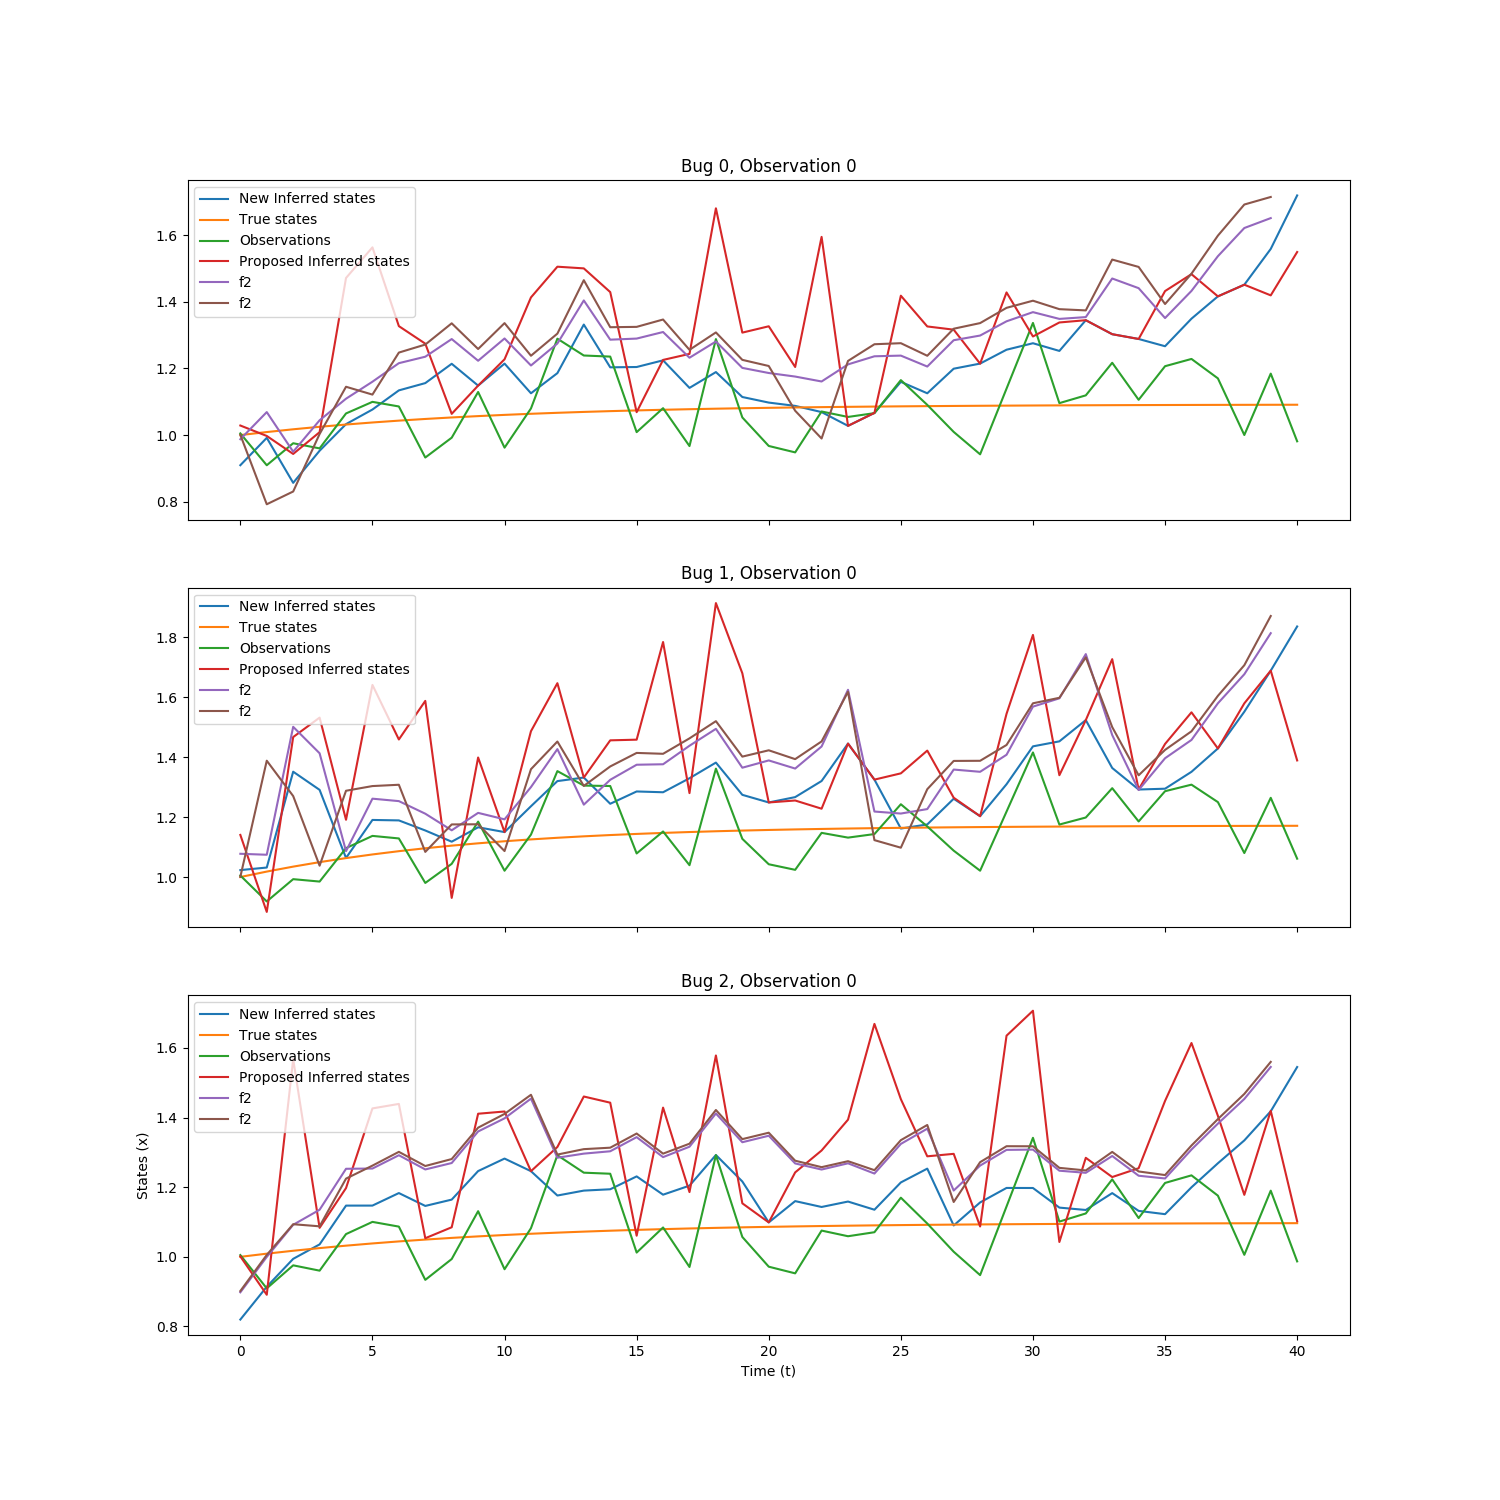 Bug 0, Observation 0
New Inferred states
True states
Observations
Proposed Inferred states
f2
f2
1.6
1.4
1.2
1.0
0.8
Bug 1, Observation 0
New Inferred states
True states
Observations
Proposed Inferred states
f2
f2
1.8
1.6
1.4
1.2
1.0
Bug 2, Observation 0
New Inferred states
True states
Observations
Proposed Inferred states
f2
f2
1.6
1.4
1.2
1.0
0.8
States (x)
0 5 10 15 20 25 30 35 40
Time (t)